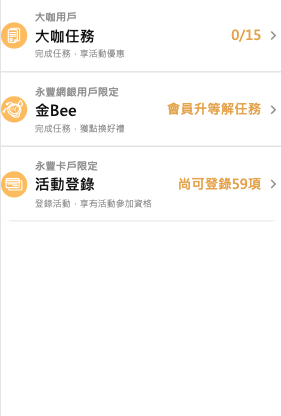 大咖用戶
大咖任務
0/15
完成任務，享活動優惠
永豐網銀用戶限定
金Bee
會員升等解任務
完成任務，獲點換好禮
永豐卡戶限定
活動登錄
尚可登錄59項
登錄活動，享有活動參加資格